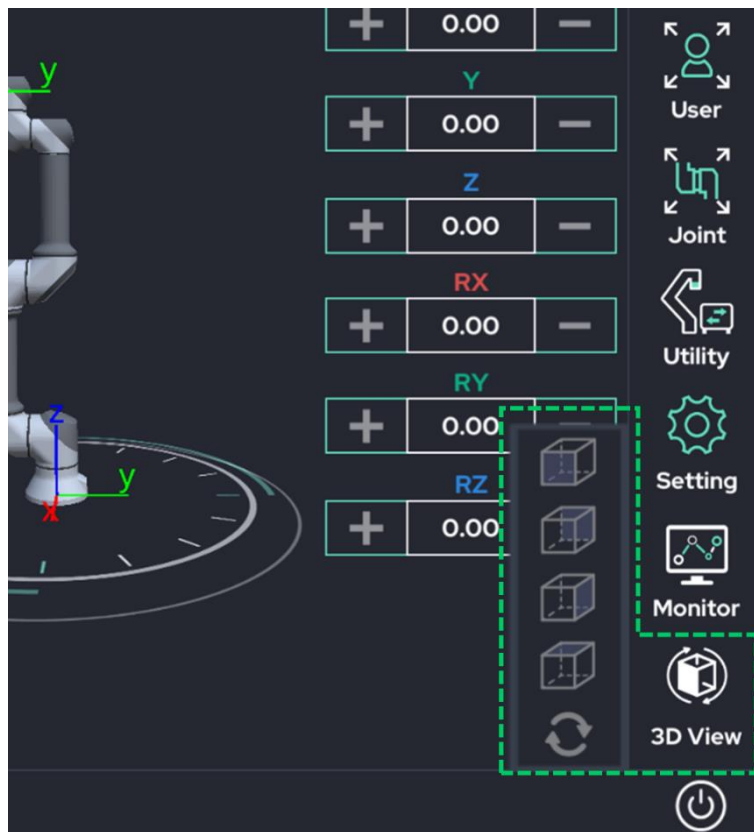 0.00
Y
0.00
Z
0.00
RX
0.00
RY
0.00
RZ
0.00
y
z
y
x
User
Joint
Utility
Setting
Monitor
3D View